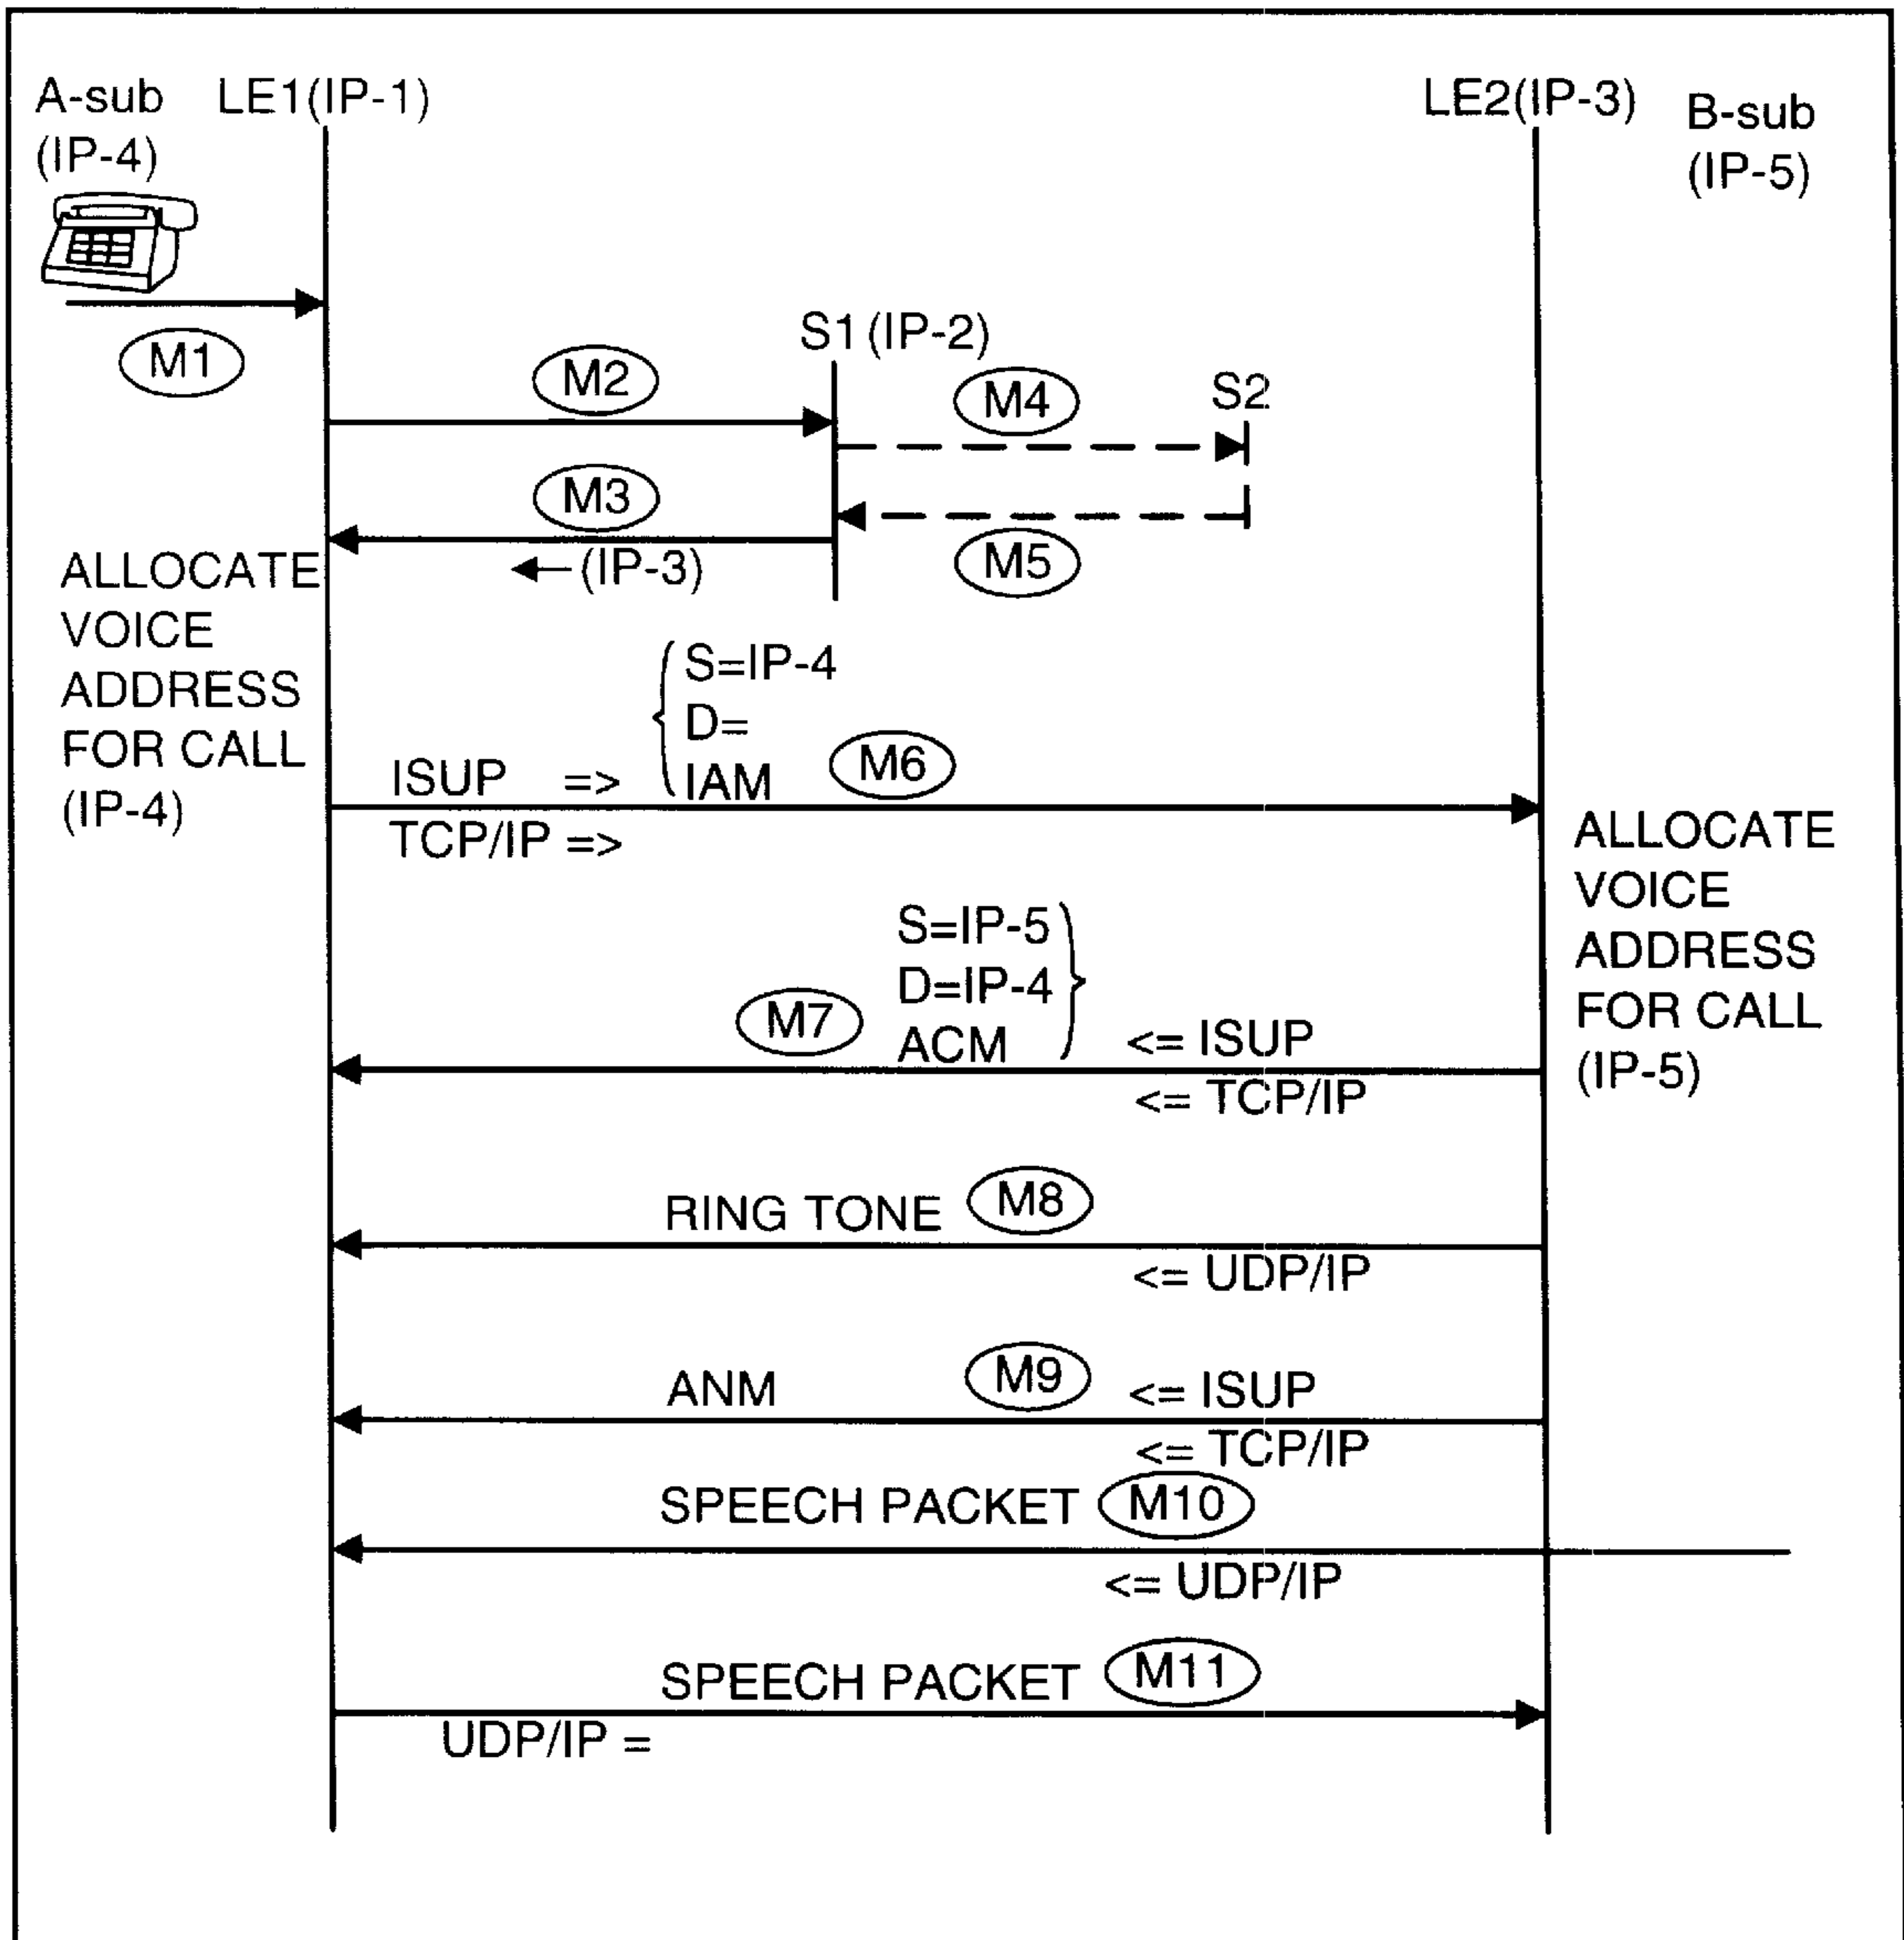 A-sub
(IP-4)
LE1(IP-1)
LE2(IP-3)
B-sub
(IP-5)
M1
S1 (IP-2)
M2
M4
S2
M3
(IP-3)
M5
ALLOCATE
VOICE
ADDRESS
FOR CALL
(IP-4)
S=IP-4
D=
IAM
M6
ISUP =>
TCP/IP =>
ALLOCATE
VOICE
ADDRESS
FOR CALL
(IP-5)
S=IP-5
D=IP-4
ACM
M7
<= ISUP
<= TCP/IP
RING TONE M8
<= UDP/IP
ANM M9 <= ISUP
<= TCP/IP
SPEECH PACKET M10
<= UDP/IP
SPEECH PACKET M11
UDP/IP =